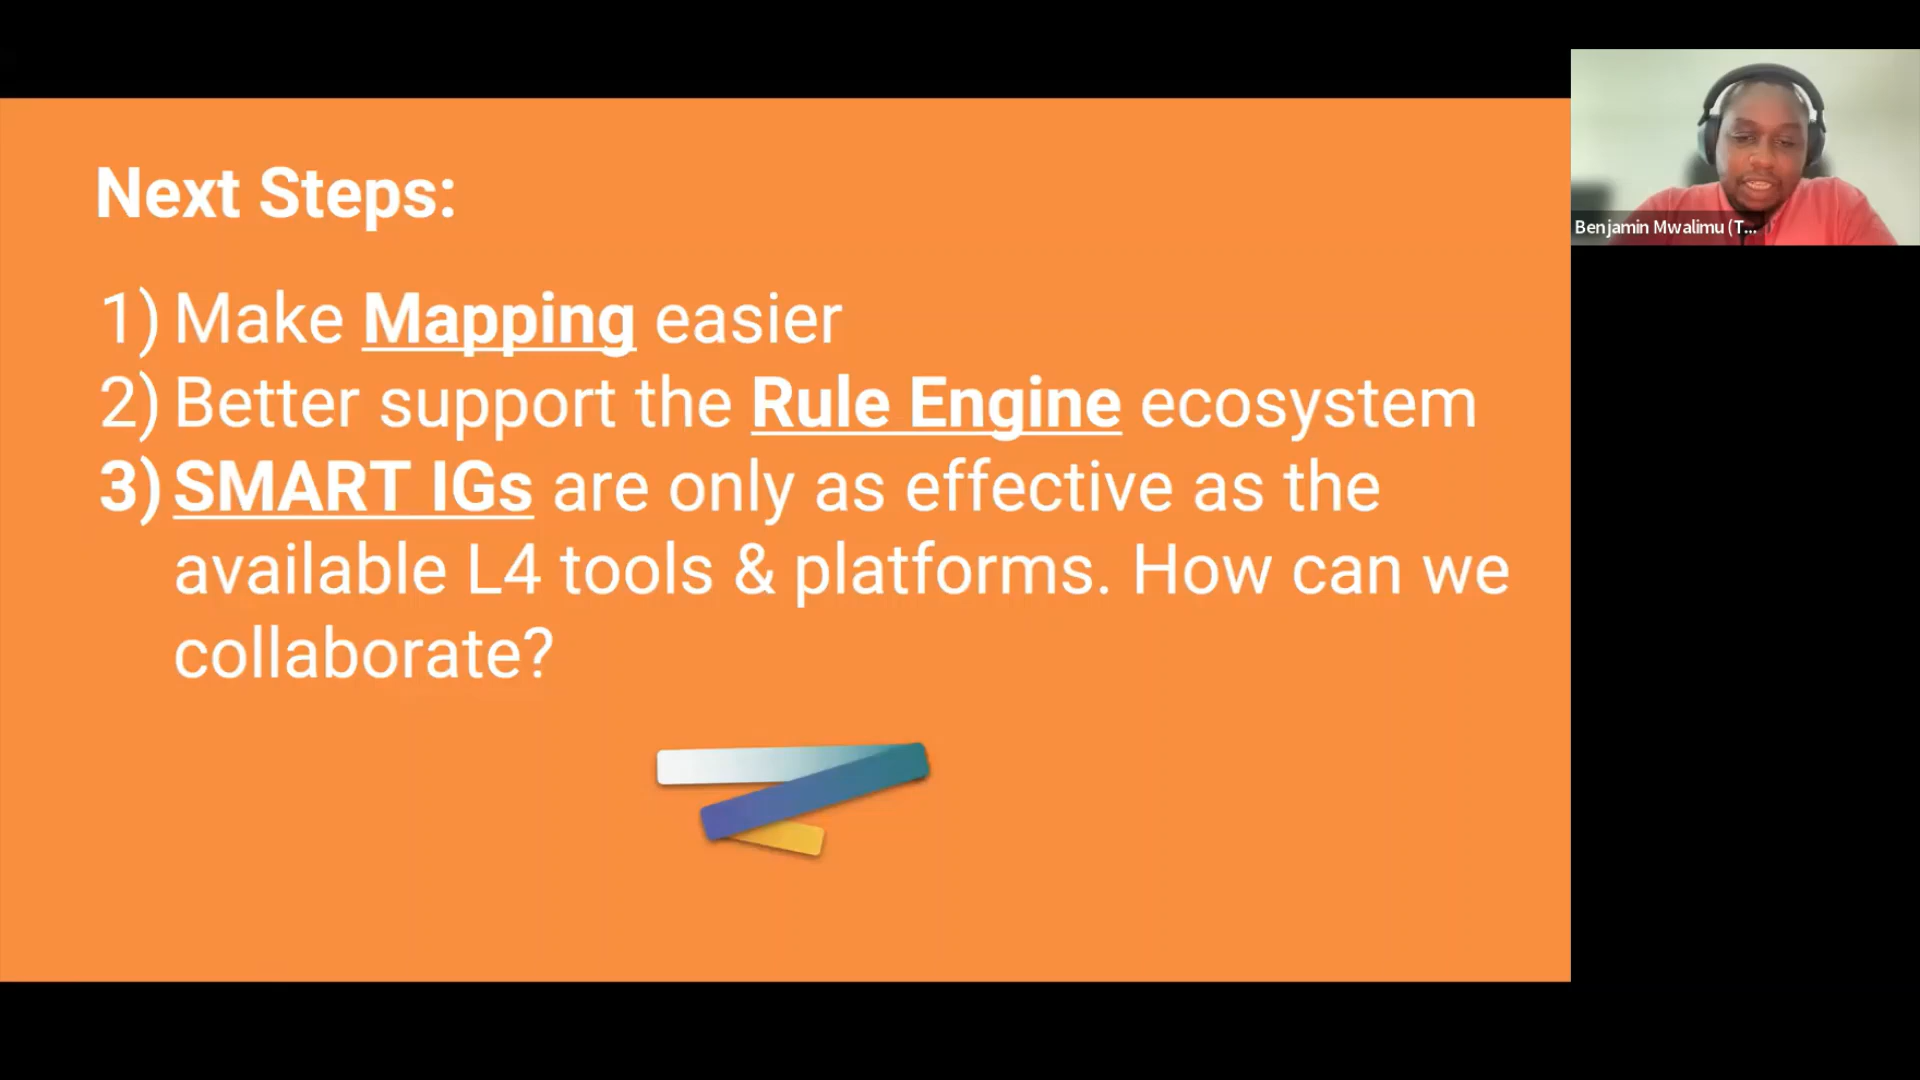 Next Steps:
1) Make Mapping easier
2) Better support the Rule Engine ecosystem
3) SMART IGs are only as effective as the
available L4 tools & platforms. How can we
collaborate?
Benjamin Mwalimu (T...